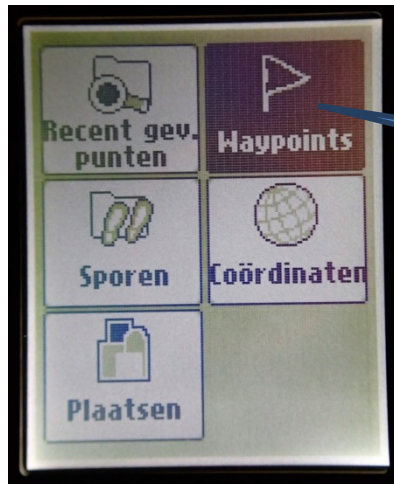 Recent gev.
punten
Waypoints
Sporen
Coördinaten
Plaatsen